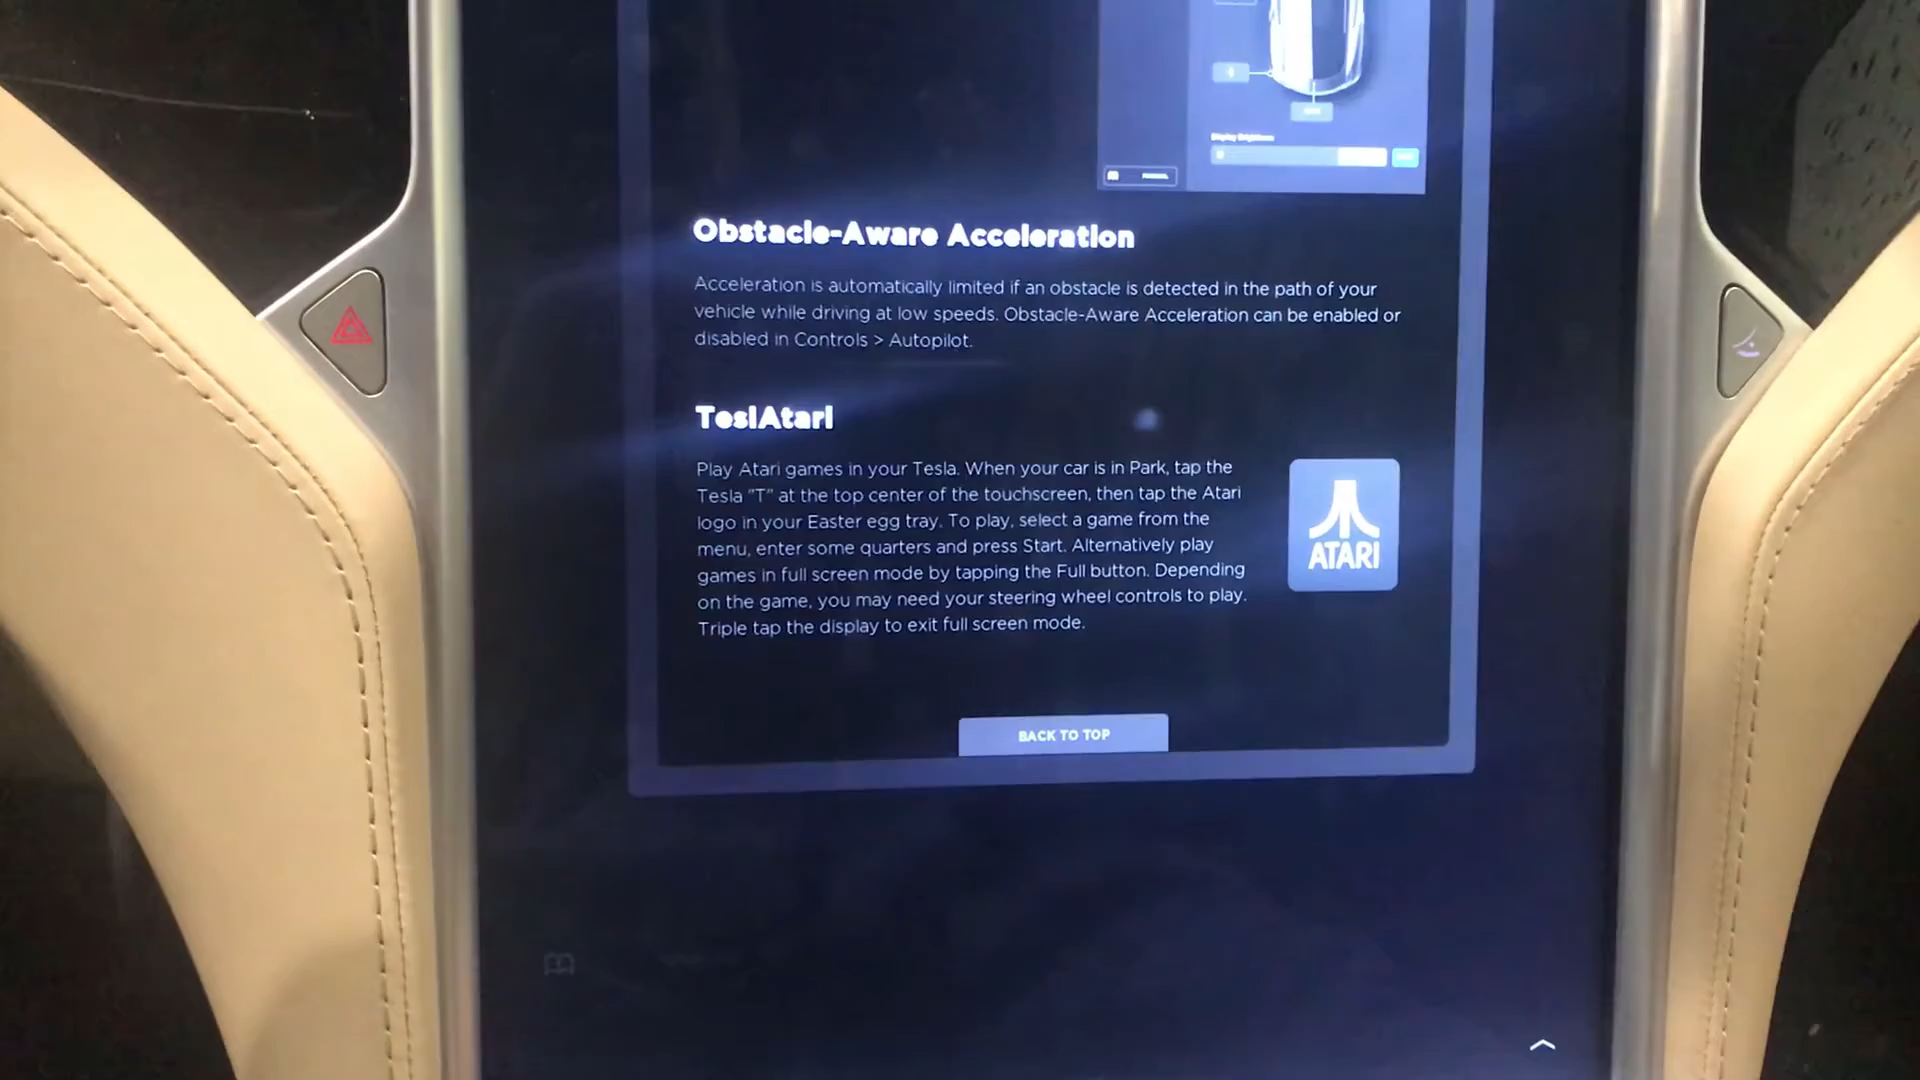 Display Brightness
Obstacle-Aware Acceleration
Acceleration is automatically limited if an obstacle is detected in the path of your
vehicle while driving at low speeds. Obstacle-Aware Acceleration can be enabled or
disabled in Controls > Autopilot.
TeslAtari
Play Atari games in your Tesla. When your car is in Park, tap the
Tesla "T" at the top center of the touchscreen, then tap the Atari
logo in your Easter egg tray. To play, select a game from the
menu, enter some quarters and press Start. Alternatively play
games in full screen mode by tapping the Full button. Depending
on the game, you may need your steering wheel controls to play.
Triple tap the display to exit full screen mode.
ATARI
BACK TO TOP